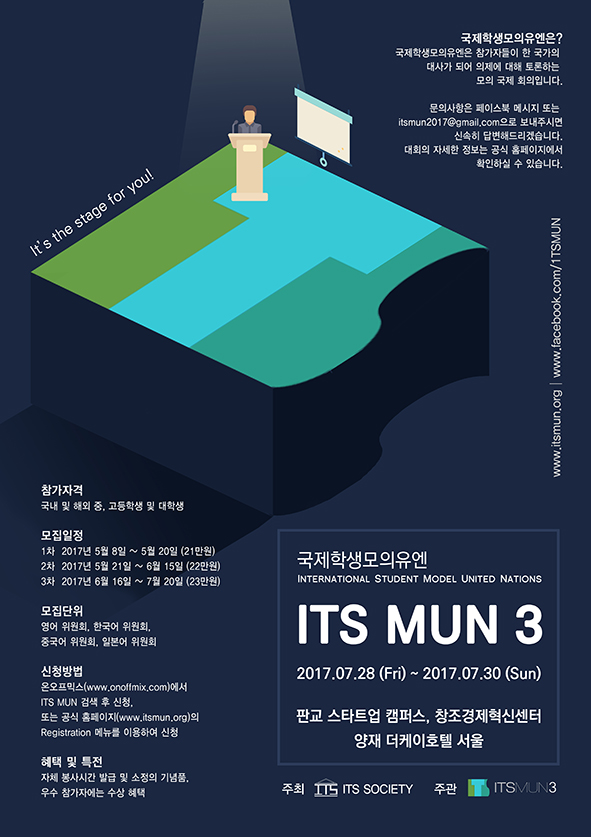 국제학생모의유엔은?
국제학생모의유엔은 참가자들이 한 국가의
대사가 되어 의제에 대해 토론하는
모의 국제 회의입니다.
문의사항은 페이스북 메시지 또는
itsmun2017@gmail.com으로 보내주시면
신속히 답변해드리겠습니다.
대회의 자세한 정보는 공식 홈페이지에서
확인하실 수 있습니다.
It's the stage for you!
www.itsmun.org | www.facebook.com/1TSMUN
참가자격
국내 및 해외 중, 고등학생 및 대학생
모집일정
1차 2017년 5월 8일 ~ 5월 20일 (21만원)
2차 2017년 5월 21일 ~ 6월 15일 (22만원)
3차 2017년 6월 16일 ~ 7월 20일 (23만원)
모집단위
영어 위원회, 한국어 위원회,
중국어 위원회, 일본어 위원회
신청방법
온오프믹스(www.onoffmix.com)에서
ITS MUN 검색 후 신청,
또는 공식 홈페이지(www.itsmun.org)의
Registration 메뉴를 이용하여 신청
혜택 및 특전
자체 봉사시간 발급 및 소정의 기념품,
우수 참가자에는 수상 혜택
국제학생모의유엔
INTERNATIONAL STUDENT MODEL UNITED NATIONS
ITS MUN 3
2017.07.28 (Fri) ~ 2017.07.30 (Sun)
판교 스타트업 캠퍼스, 창조경제혁신센터
양재 더케이호텔 서울
주최 ITS ITS SOCIETY 주관 ITSMUN3